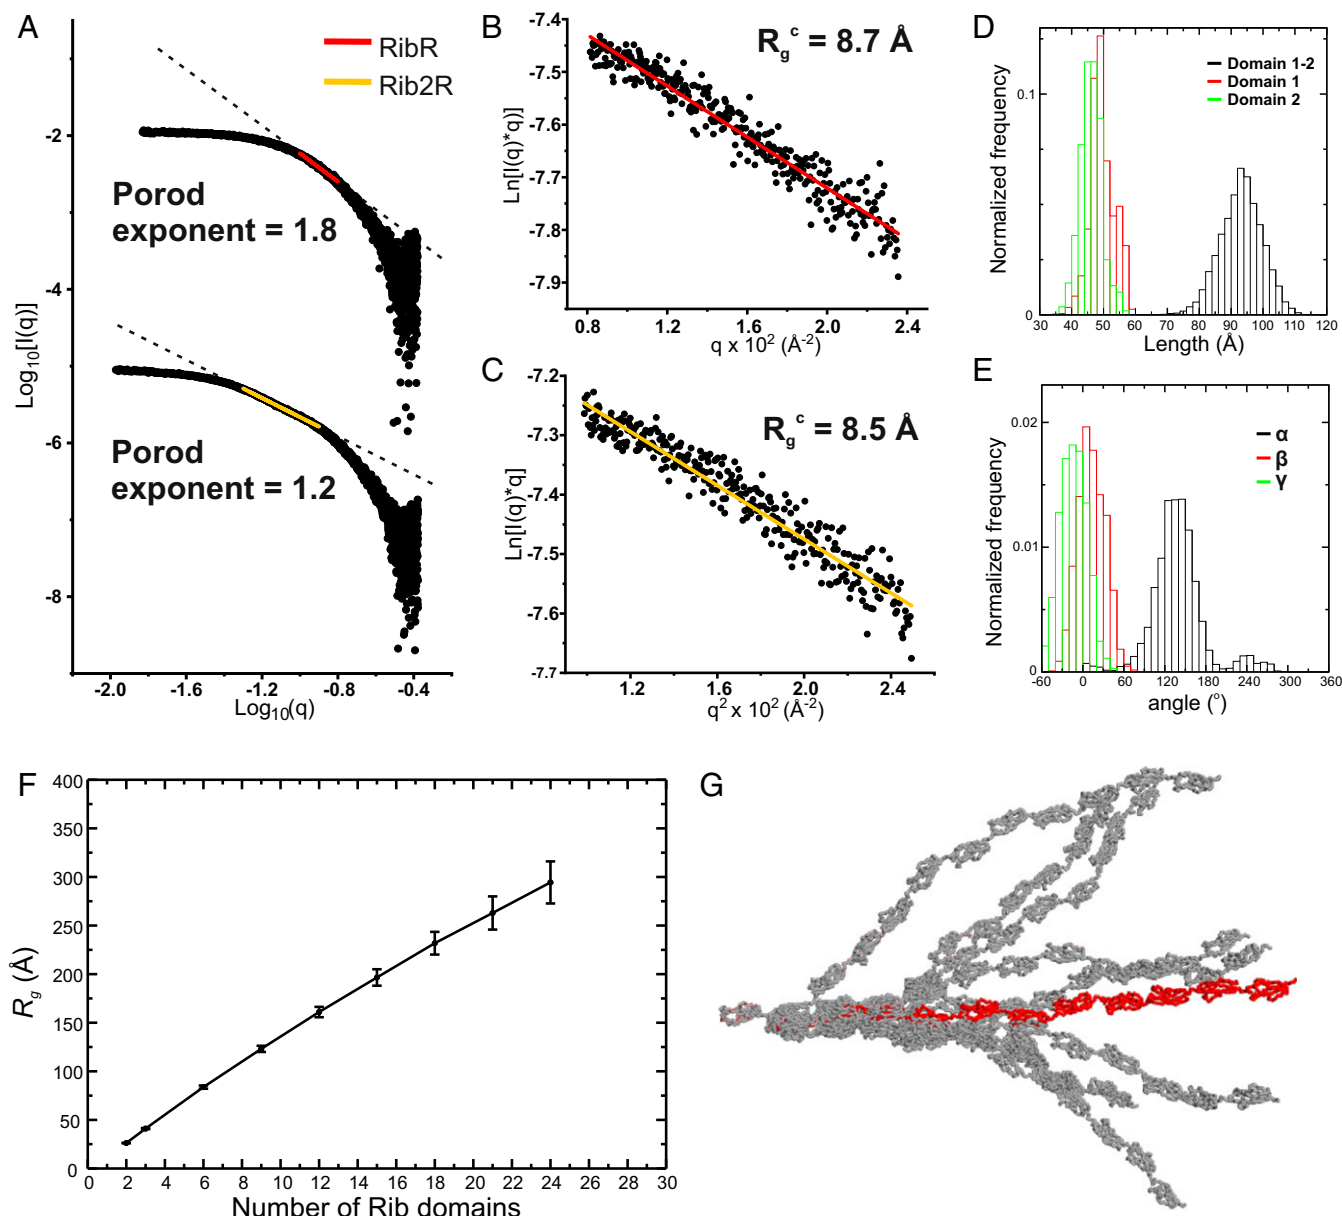 A
RibR
Rib2R
Porod
exponent = 1.8
Porod
exponent = 1.2
Log10[I(q)]
-2
-4
-6
-8
-2.0 -1.6 -1.2 -0.8 -0.4
Log10(q)
B
Rgc = 8.7 Å
Ln[I(q)*q)]
-7.4
-7.5
-7.6
-7.7
-7.8
-7.9
0.8 1.2 1.6 2.0 2.4
q x 10² (Å-²)
C
Rgc = 8.5 Å
Ln[I(q)*q]
-7.2
-7.3
-7.4
-7.5
-7.6
-7.7
1.2 1.6 2.0 2.4
q² x 10² (Å-²)
D
Domain 1-2
Domain 1
Domain 2
Normalized frequency
0.1
0
30 40 50 60 70 80 90 100 110 120
Length (Å)
E
α
β
γ
Normalized frequency
0.02
0.01
0
-60 0 60 120 180 240 300 360
angle (°)
F
Rg (Å)
400
350
300
250
200
150
100
50
0
0 2 4 6 8 10 12 14 16 18 20 22 24 26 28 30
Number of Rib domains
G